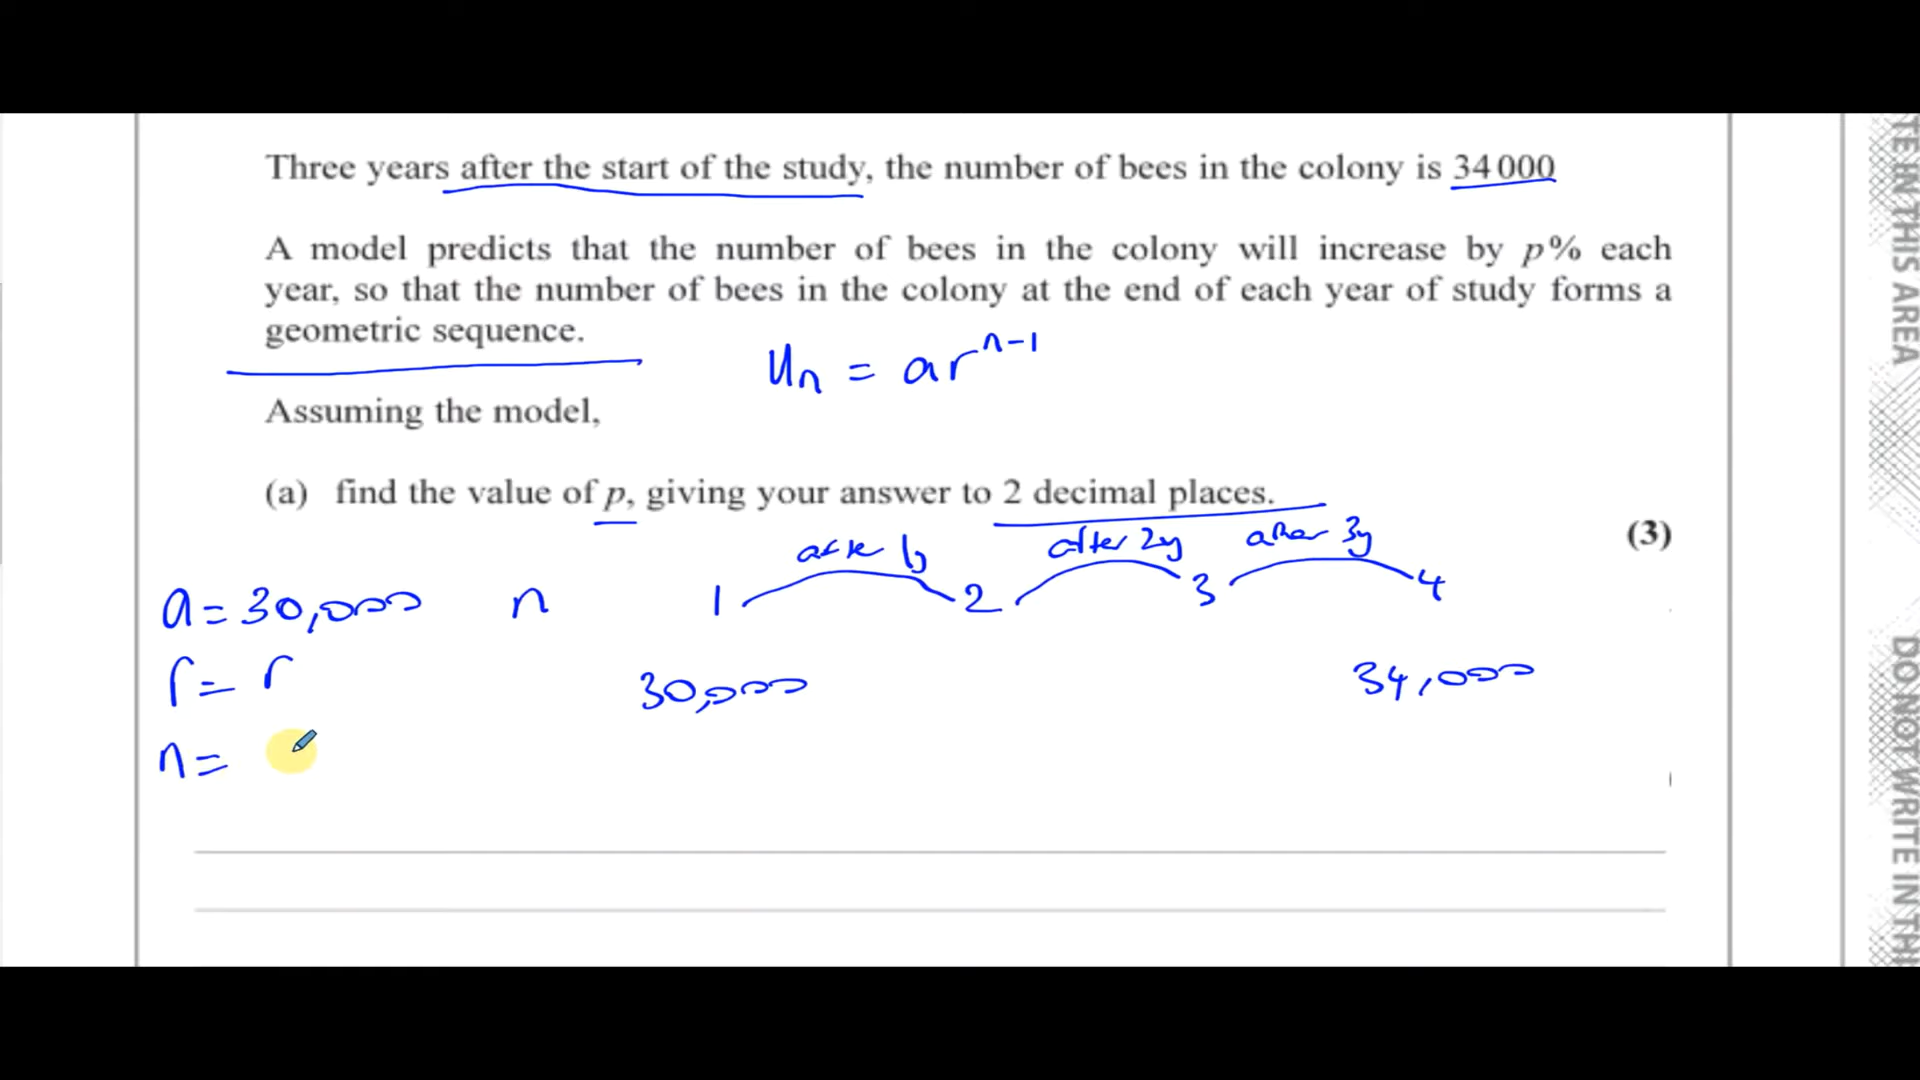 Three years after the start of the study, the number of bees in the colony is 34 000
A model predicts that the number of bees in the colony will increase by p% each
year, so that the number of bees in the colony at the end of each year of study forms a
geometric sequence.
Uₙ = arⁿ⁻¹
Assuming the model,
(a) find the value of p, giving your answer to 2 decimal places.
(3)
after 2y after 3y
a = 30,000 n 1 2 3 4
r = r 30,000 34,000
n =
TE IN THIS AREA
DO NOT WRITE IN THI